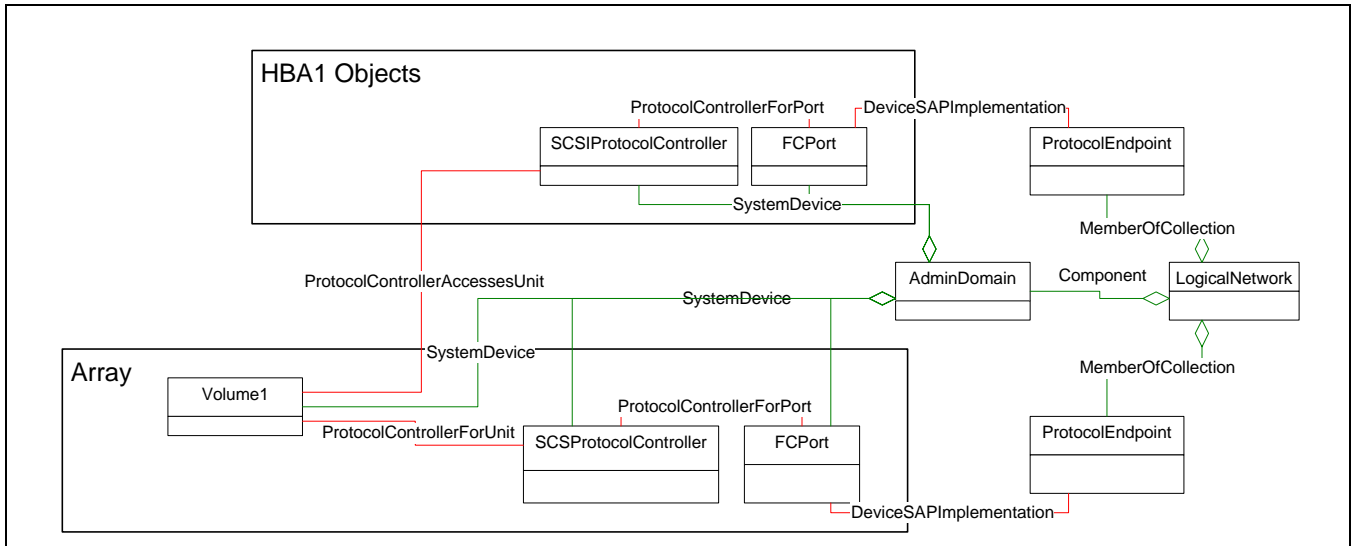 HBA1 Objects
ProtocolControllerForPort
DeviceSAPImplementation
SCSIProtocolController
FCPort
ProtocolEndpoint
SystemDevice
MemberOfCollection
ProtocolControllerAccessesUnit
AdminDomain
Component
LogicalNetwork
SystemDevice
SystemDevice
Array
MemberOfCollection
Volume1
ProtocolControllerForPort
ProtocolControllerForUnit
SCSProtocolController
FCPort
ProtocolEndpoint
DeviceSAPImplementation